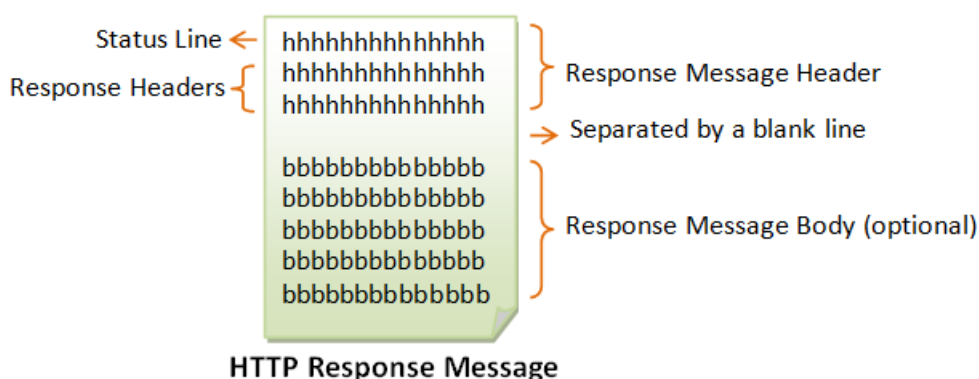 Status Line
hhhhhhhhhhhhhh
Response Headers
hhhhhhhhhhhhhh
hhhhhhhhhhhhhh
Response Message Header
Separated by a blank line
bbbbbbbbbbbbbb
bbbbbbbbbbbbbb
bbbbbbbbbbbbbb
bbbbbbbbbbbbbb
bbbbbbbbbbbbbb
Response Message Body (optional)
HTTP Response Message